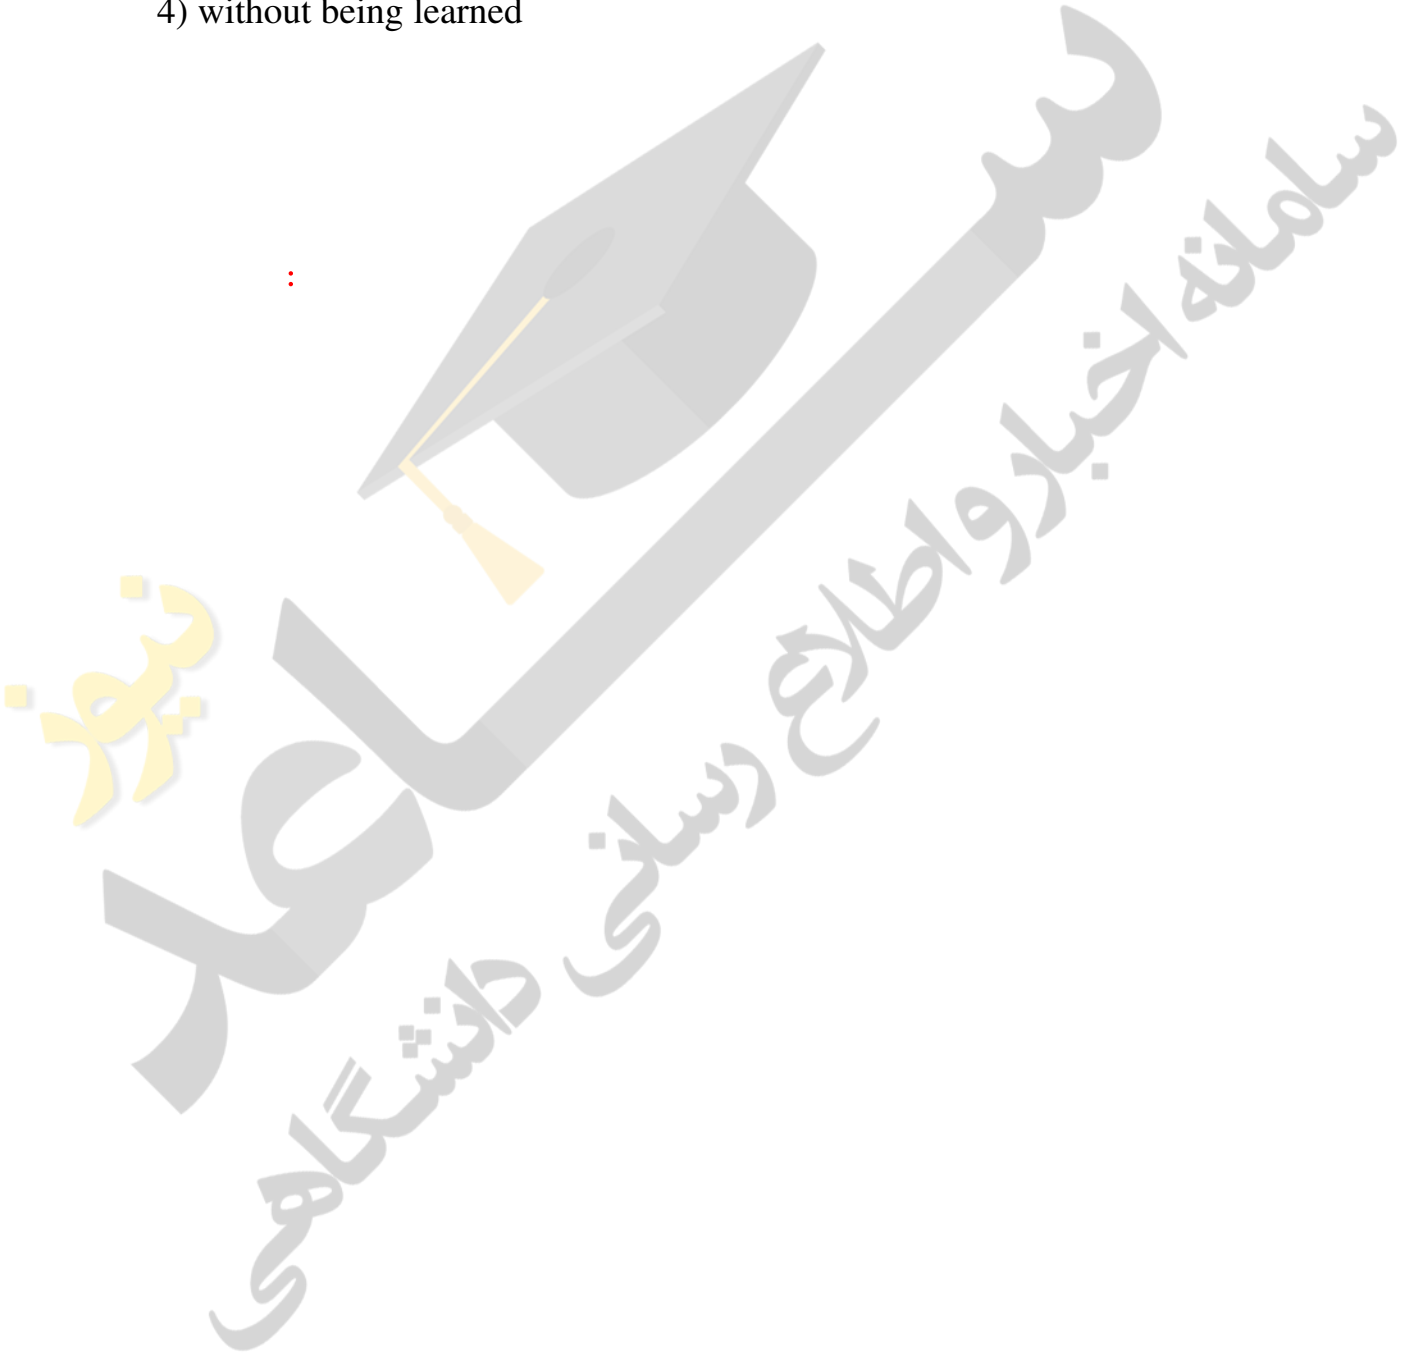 4) without being learned
:
ساعد
نیوز
سامانه اخبار و اطلاع رسانی دانشگاهی